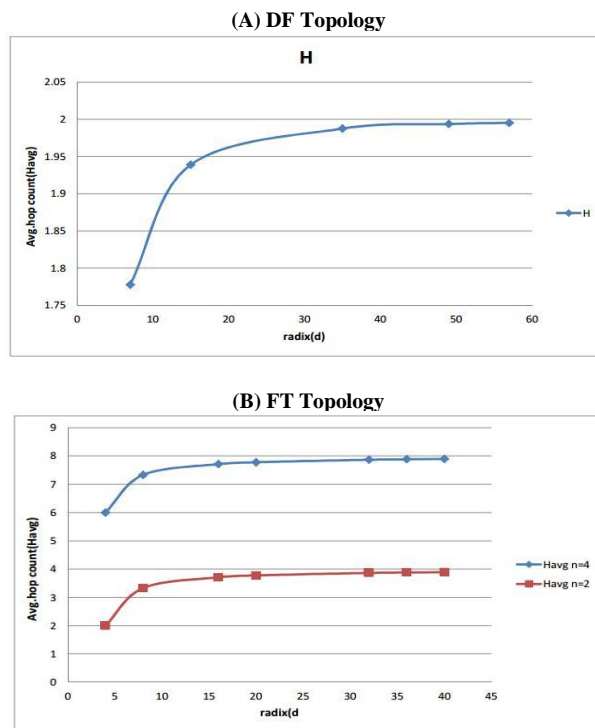 (A) DF Topology
H
2.05
2
1.95
1.9
1.85
1.8
1.75
Avg.hop count(Havg)
0 10 20 30 40 50 60
radix(d)
H
(B) FT Topology
9
8
7
6
5
4
3
2
1
0
Avg.hop count(Havg)
0 5 10 15 20 25 30 35 40 45
radix(d
Havg n=4
Havg n=2